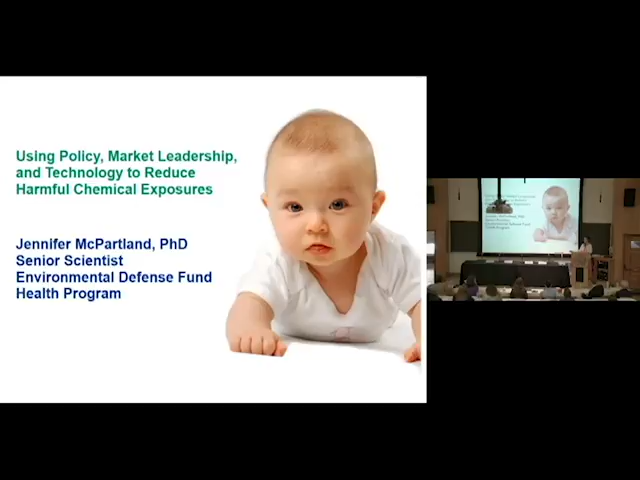 Using Policy, Market Leadership,
and Technology to Reduce
Harmful Chemical Exposures
Jennifer McPartland, PhD
Senior Scientist
Environmental Defense Fund
Health Program